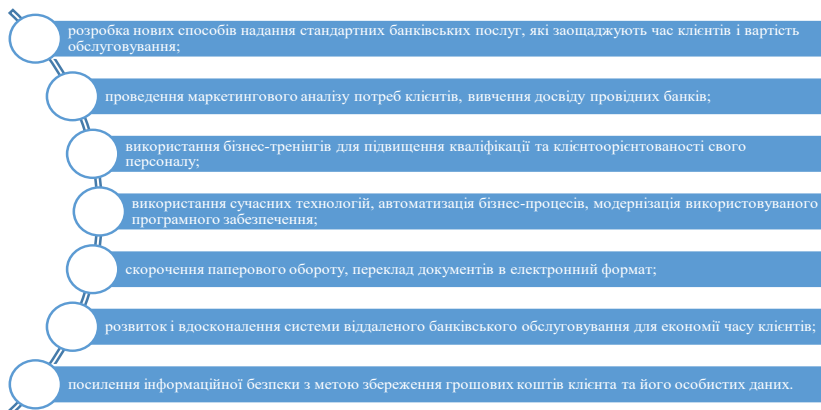 розробка нових способів надання стандартних банківських послуг, які заощаджують час клієнтів і вартість
обслуговування;
проведення маркетингового аналізу потреб клієнтів, вивчення досвіду провідних банків;
використання бізнес-тренінгів для підвищення кваліфікації та клієнтоорієнтованості свого
персоналу;
використання сучасних технологій, автоматизація бізнес-процесів, модернізація використовуваного
програмного забезпечення;
скорочення паперового обороту, переклад документів в електронний формат;
розвиток і вдосконалення системи віддаленого банківського обслуговування для економії часу клієнтів;
посилення інформаційної безпеки з метою збереження грошових коштів клієнта та його особистих даних.